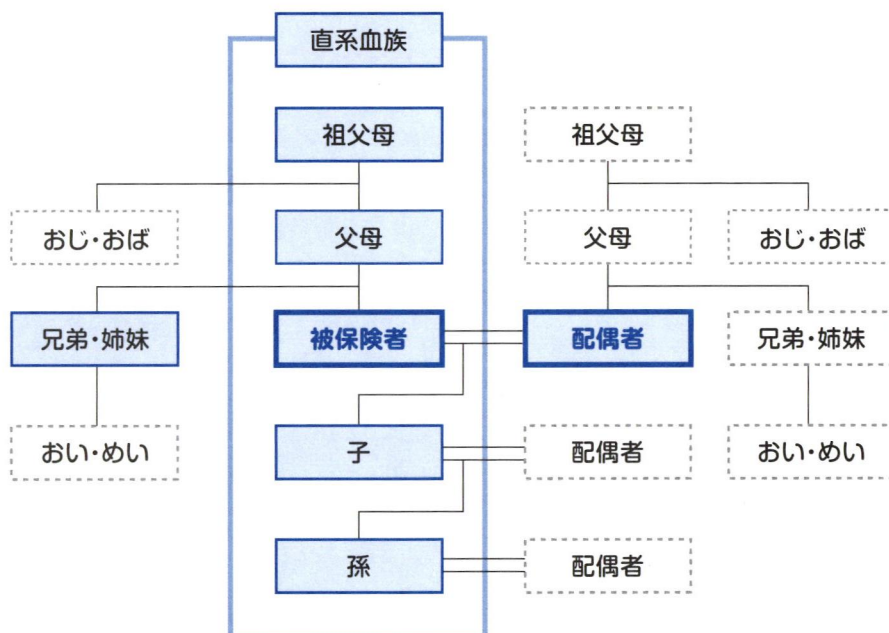 直系血族
祖父母
祖父母
おじ・おば
父母
父母
おじ・おば
兄弟・姉妹
被保険者
配偶者
兄弟・姉妹
おい・めい
子
配偶者
おい・めい
孫
配偶者